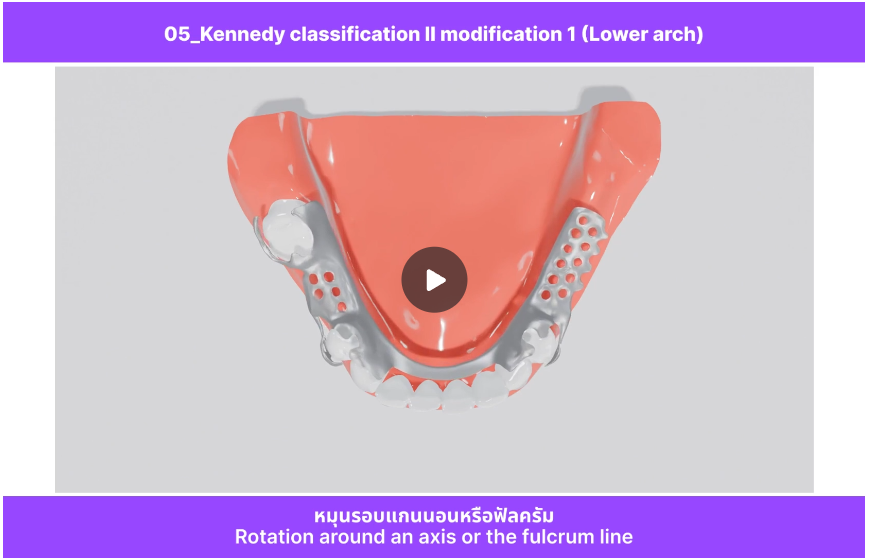 05_Kennedy classification II modification 1 (Lower arch)
หมุนรอบแกนนอนหรือฟัลครัม
Rotation around an axis or the fulcrum line